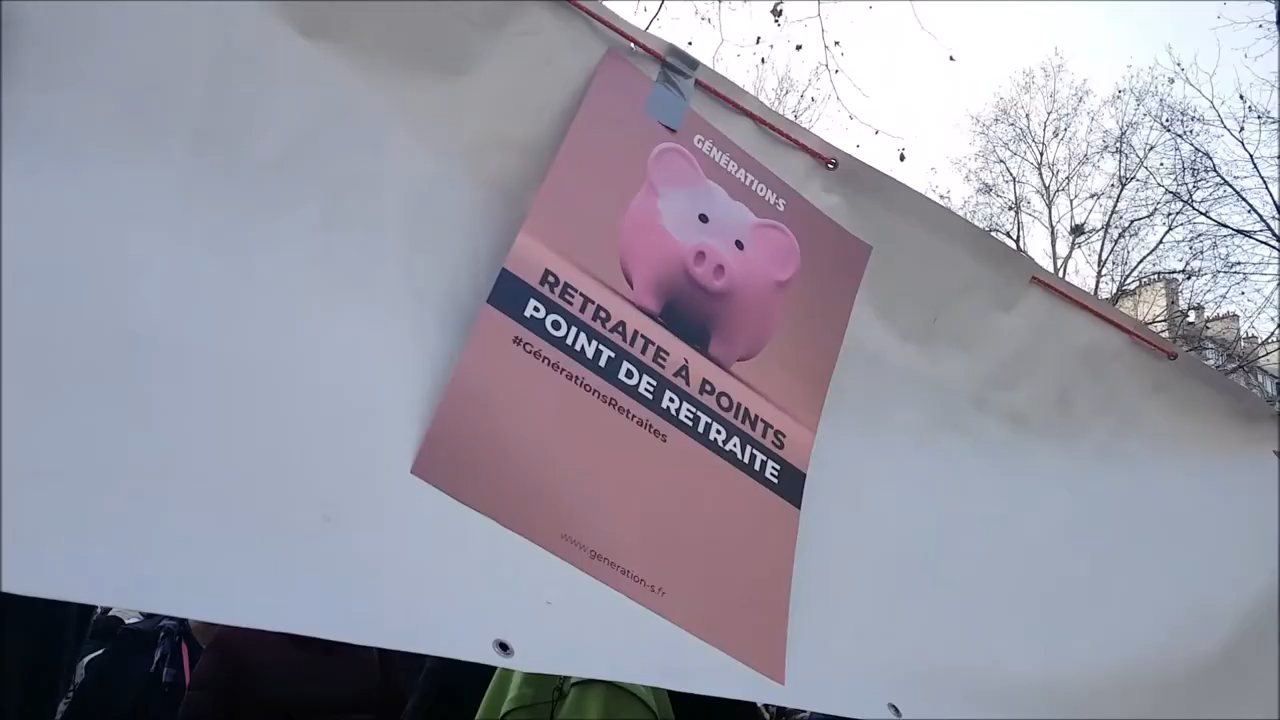 GÉNÉRATION·S
RETRAITE À POINTS
POINT DE RETRAITE
#GénérationsRetraites
www.generation-s.fr